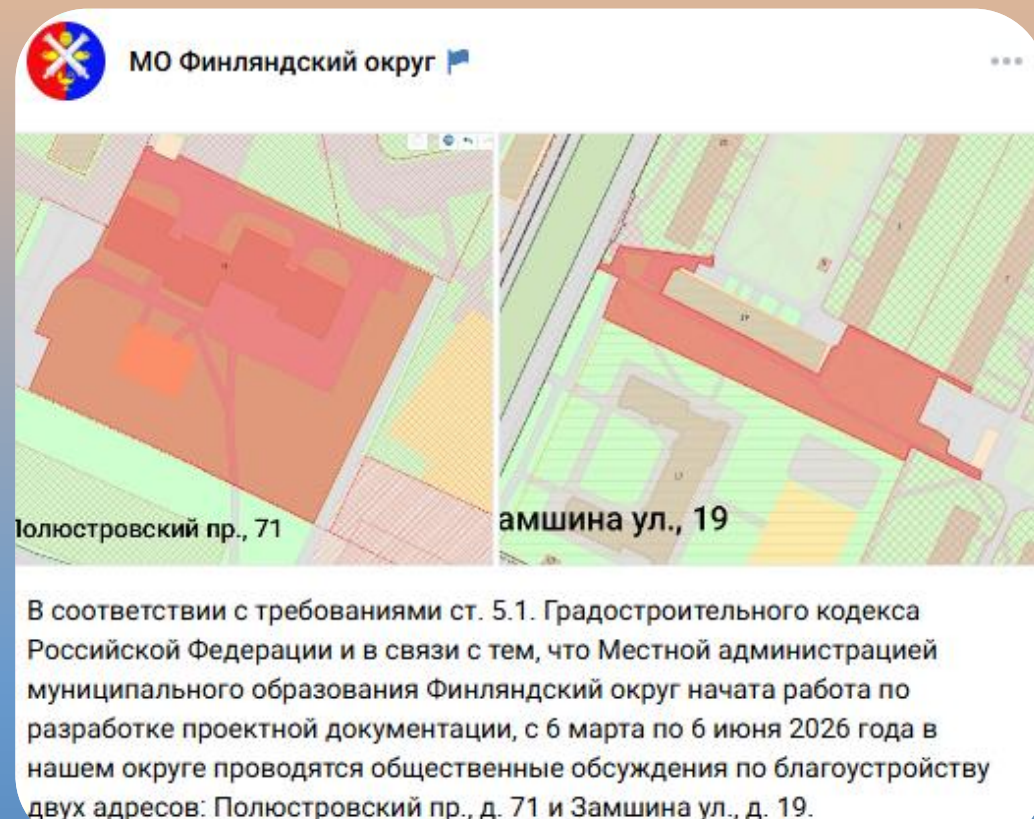 МО Финляндский округ
Полюстровский пр., 71
амшина ул., 19
В соответствии с требованиями ст. 5.1. Градостроительного кодекса
Российской Федерации и в связи с тем, что Местной администрацией
муниципального образования Финляндский округ начата работа по
разработке проектной документации, с 6 марта по 6 июня 2026 года в
нашем округе проводятся общественные обсуждения по благоустройству
двух адресов: Полюстровский пр., д. 71 и Замшина ул., д. 19.